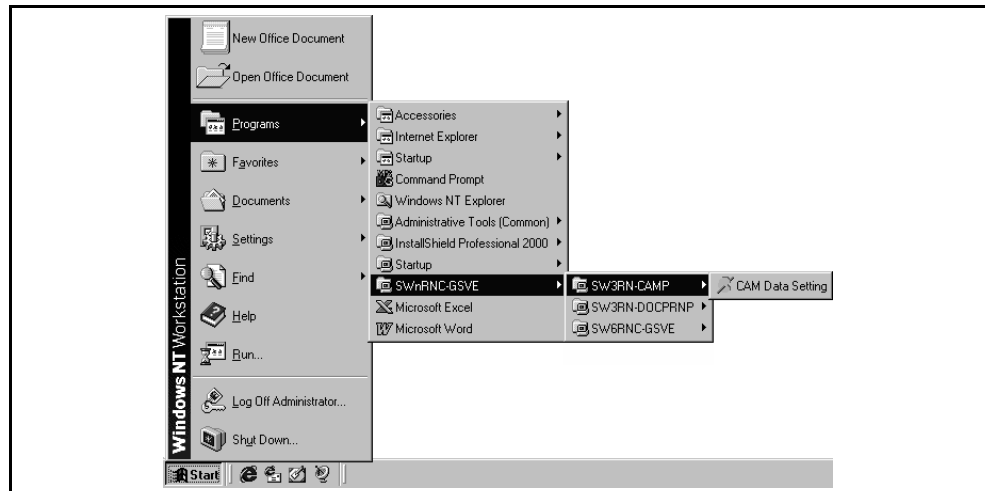 New Office Document
Open Office Document
Programs
Favorites
Documents
Settings
Find
Help
Run...
Log Off Administrator...
Shut Down...
Windows NT Workstation
Accessories
Internet Explorer
Startup
Command Prompt
Windows NT Explorer
Administrative Tools (Common)
InstallShield Professional 2000
Startup
SWnRNC-GSVE
Microsoft Excel
Microsoft Word
SW3RN-CAMP
SW3RN-DOCPRNP
SW6RNC-GSVE
CAM Data Setting
Start